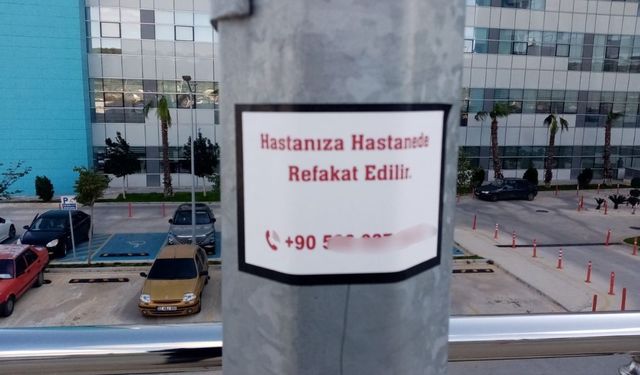 Hastanıza Hastanede
Refakat Edilir.
+90
P